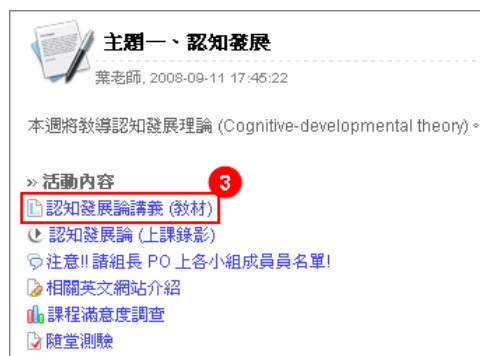 主題一、認知發展
葉老師, 2008-09-11 17:45:22
本週將教導認知發展理論 (Cognitive-developmental theory)。
» 活動內容
3
認知發展論講義 (教材)
認知發展論 (上課錄影)
注意!! 請組長 PO 上各小組成員員名單!
相關英文網站介紹
課程滿意度調查
隨堂測驗